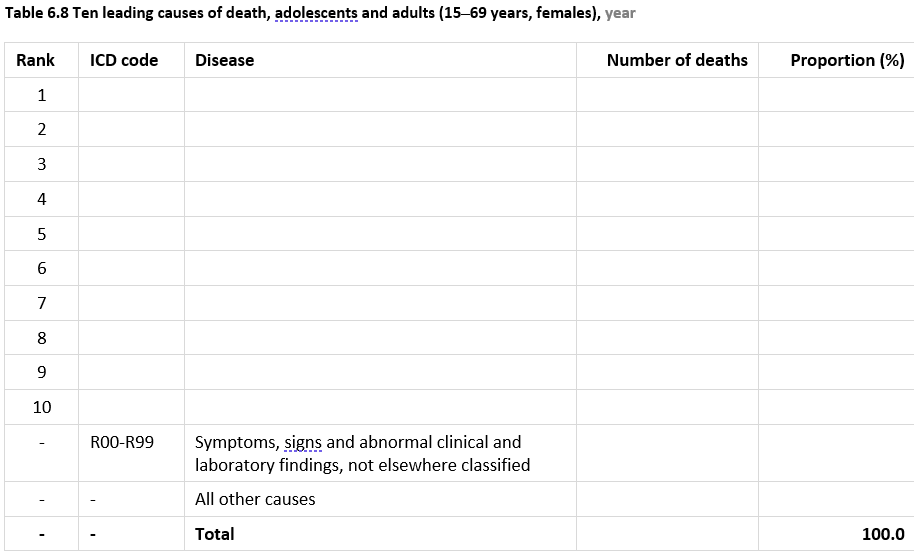 Table 6.8 Ten leading causes of death, adolescents and adults (15–69 years, females), year
Rank ICD code Disease Number of deaths Proportion (%)
1
2
3
4
5
6
7
8
9
10
- R00-R99 Symptoms, signs and abnormal clinical and
laboratory findings, not elsewhere classified
- - All other causes
- - Total 100.0